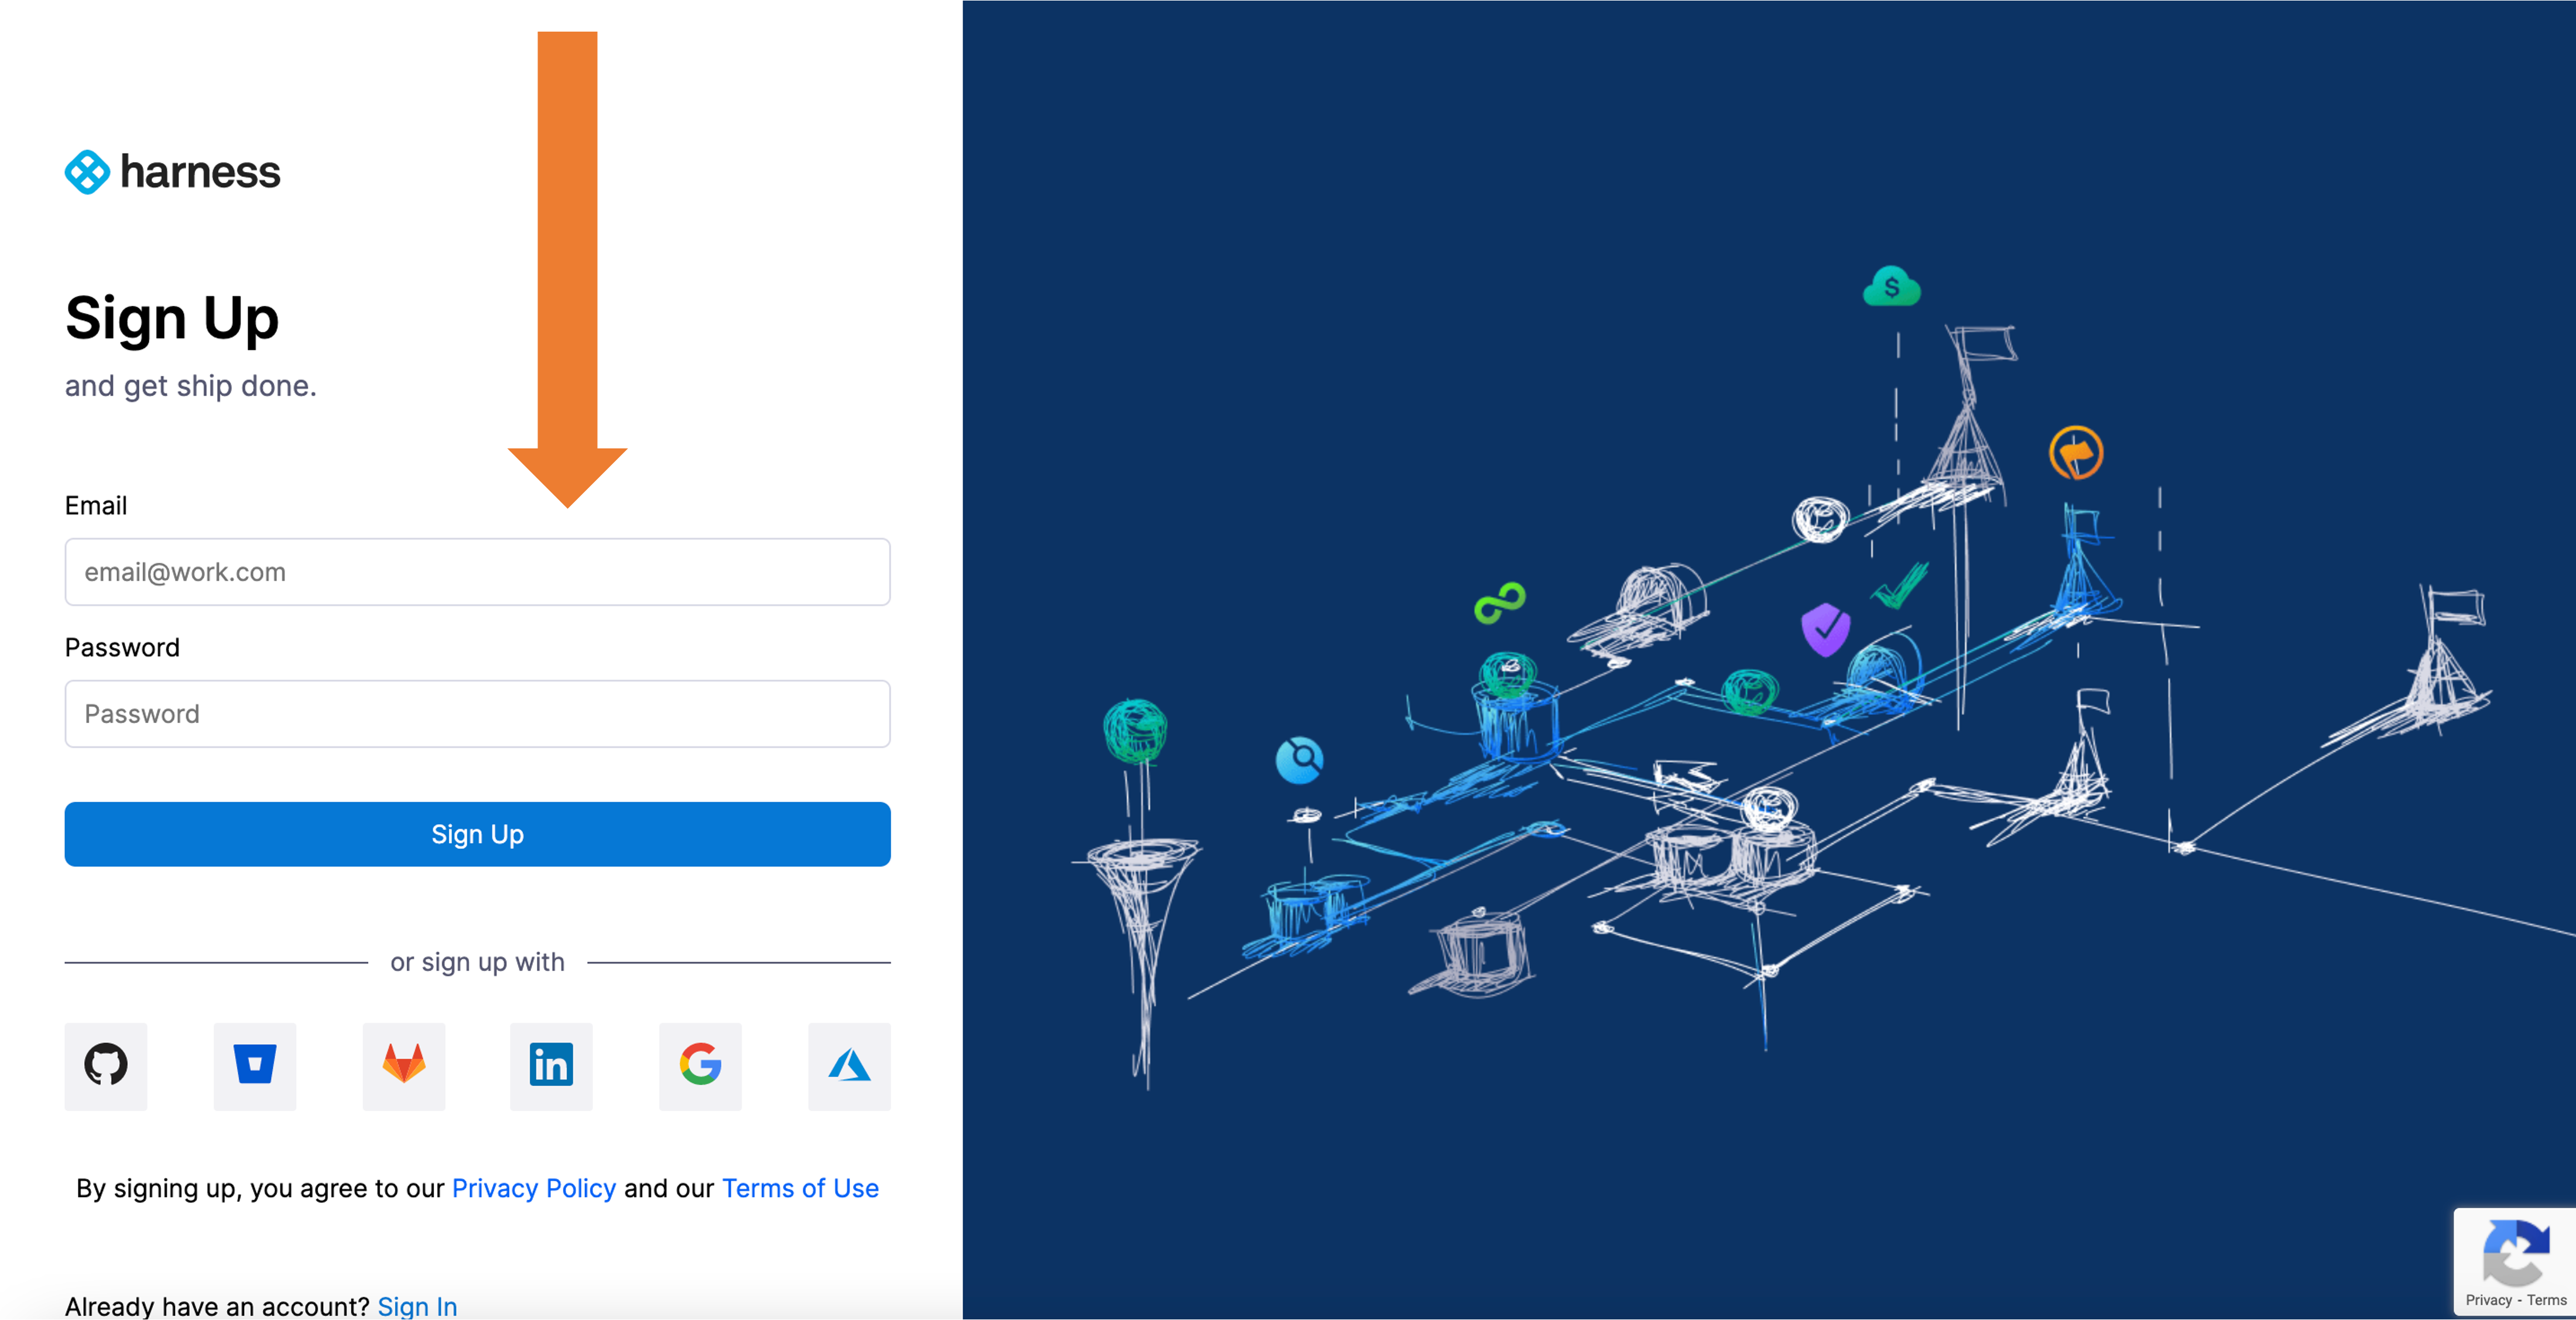 harness
Sign Up
and get ship done.
Email
email@work.com
Password
Password
Sign Up
or sign up with
in
By signing up, you agree to our Privacy Policy and our Terms of Use
Already have an account? Sign In
$
Privacy - Terms